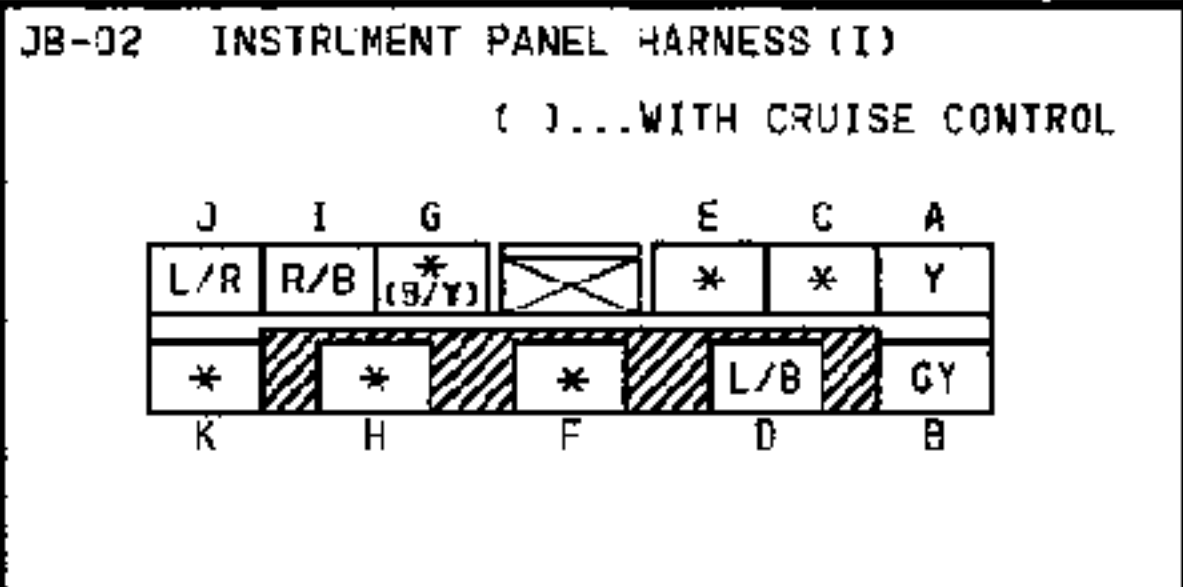 JB-02 INSTRUMENT PANEL HARNESS (I)
( )...WITH CRUISE CONTROL
J I G E C A
L/R R/B * * * Y
(B/Y)
* * * L/B GY
K H F D B